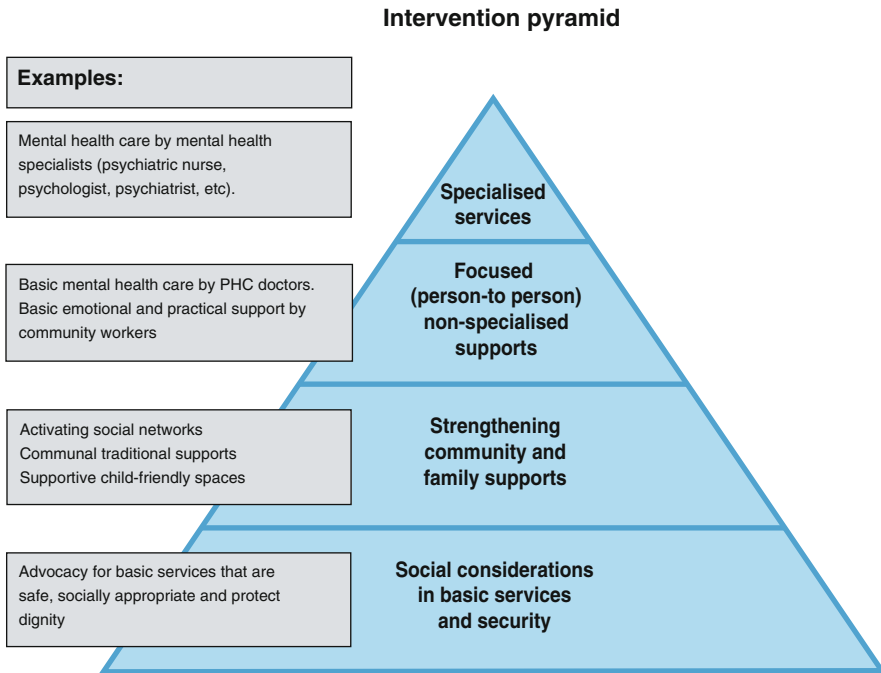 Intervention pyramid
Examples:
Mental health care by mental health
specialists (psychiatric nurse,
psychologist, psychiatrist, etc).
Specialised
services
Basic mental health care by PHC doctors.
Basic emotional and practical support by
community workers
Focused
(person-to person)
non-specialised
supports
Activating social networks
Communal traditional supports
Supportive child-friendly spaces
Strengthening
community and
family supports
Advocacy for basic services that are
safe, socially appropriate and protect
dignity
Social considerations
in basic services
and security